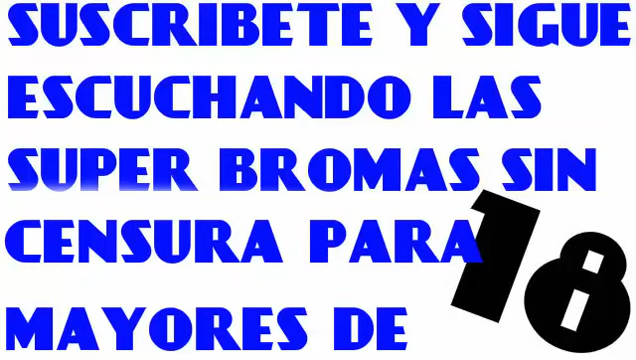 SUSCRIBETE Y SIGUE
ESCUCHANDO LAS
SUPER BROMAS SIN
CENSURA PARA
MAYORES DE 18